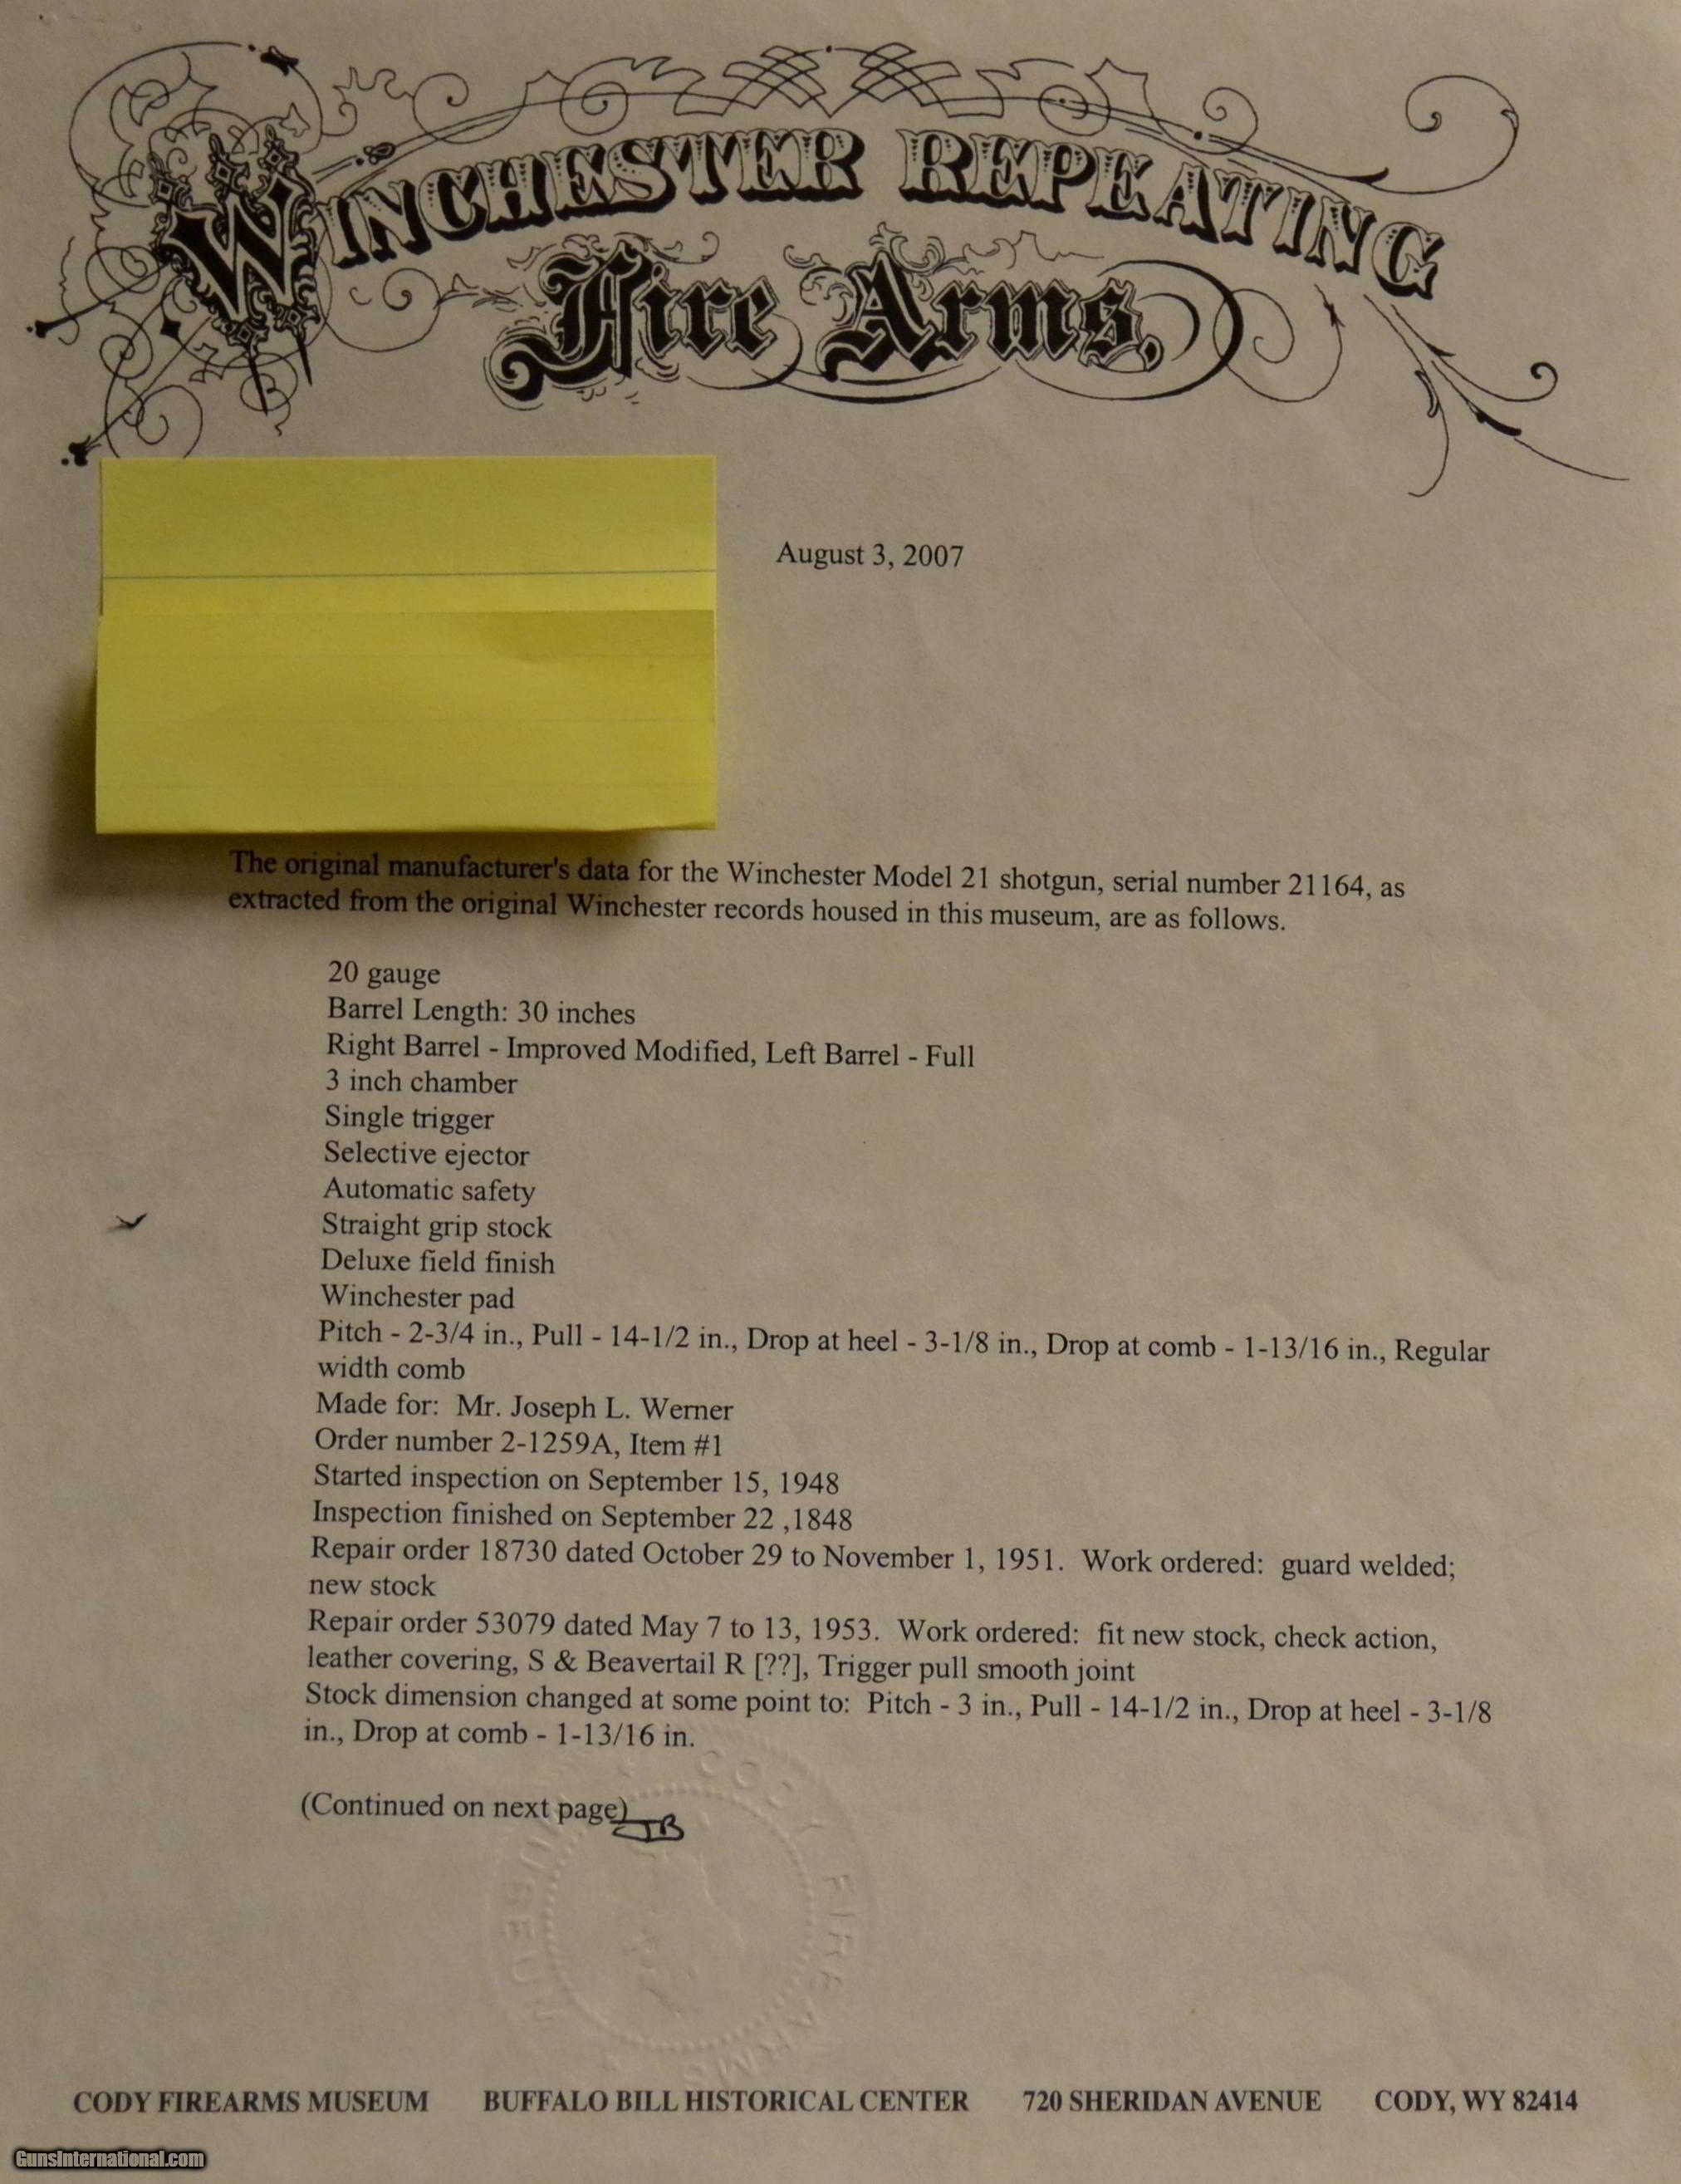 WINCHESTER REPEATING
Fire Arms,
August 3, 2007
The original manufacturer's data for the Winchester Model 21 shotgun, serial number 21164, as
extracted from the original Winchester records housed in this museum, are as follows.
20 gauge
Barrel Length: 30 inches
Right Barrel - Improved Modified, Left Barrel - Full
3 inch chamber
Single trigger
Selective ejector
Automatic safety
Straight grip stock
Deluxe field finish
Winchester pad
Pitch - 2-3/4 in., Pull - 14-1/2 in., Drop at heel - 3-1/8 in., Drop at comb - 1-13/16 in., Regular
width comb
Made for:  Mr. Joseph L. Werner
Order number 2-1259A, Item #1
Started inspection on September 15, 1948
Inspection finished on September 22 ,1848
Repair order 18730 dated October 29 to November 1, 1951.  Work ordered:  guard welded;
new stock
Repair order 53079 dated May 7 to 13, 1953.  Work ordered:  fit new stock, check action,
leather covering, S & Beavertail R [??], Trigger pull smooth joint
Stock dimension changed at some point to:  Pitch - 3 in., Pull - 14-1/2 in., Drop at heel - 3-1/8
in., Drop at comb - 1-13/16 in.
(Continued on next page) JB
CODY FIREARMS MUSEUM
CODY FIREARMS MUSEUM BUFFALO BILL HISTORICAL CENTER 720 SHERIDAN AVENUE CODY, WY 82414
GunsInternational.com